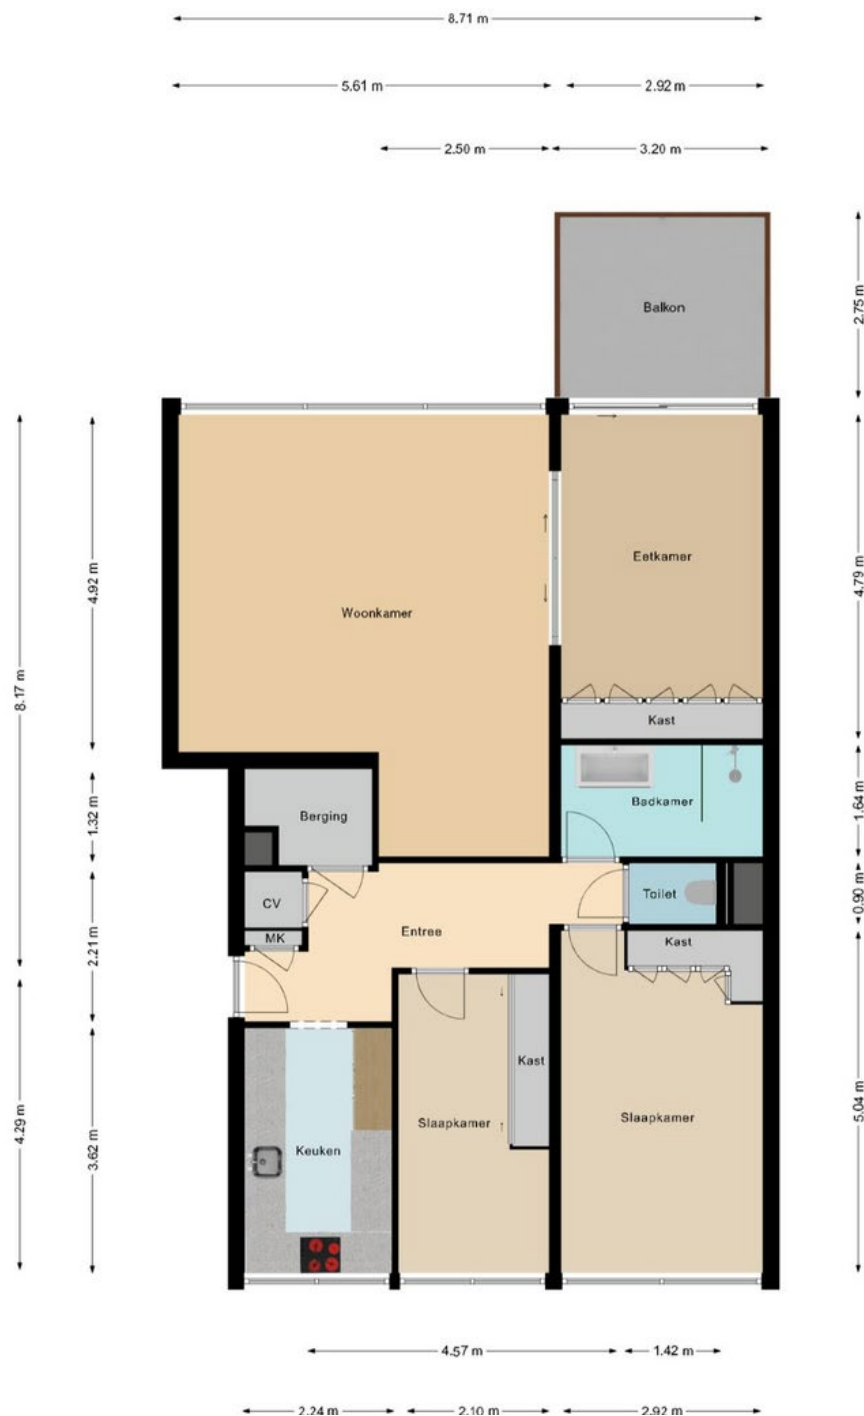 8.71 m
5.61 m
2.92 m
2.50 m
3.20 m
2.75 m
Balkon
4.92 m
8.17 m
4.79 m
Eetkamer
Woonkamer
Kast
1.32 m
1.64 m
Badkamer
Berging
2.21 m
0.90 m
CV
Toilet
MK
Entree
Kast
4.29 m
3.62 m
5.04 m
Kast
Slaapkamer
Slaapkamer
Keuken
4.57 m
1.42 m
2.24 m
2.10 m
2.92 m